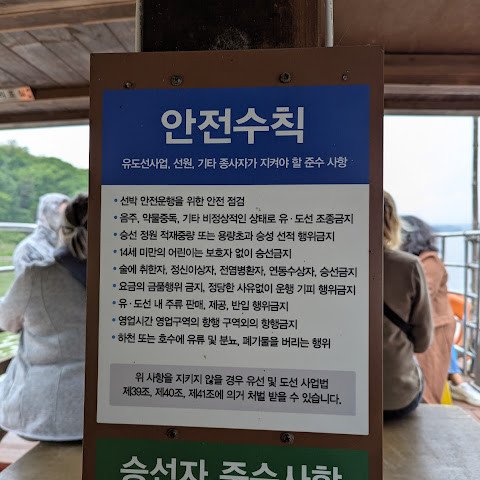 안전수칙
유도선사업, 선원, 기타 종사자가 지켜야 할 준수 사항
• 선박 안전운행을 위한 안전 점검
• 음주, 약물중독, 기타 비정상적인 상태로 유·도선 조종금지
• 승선 정원 적재중량 또는 용량초과 승성 선적 행위금지
• 14세 미만의 어린이는 보호자 없이 승선금지
• 술에 취한자, 정신이상자, 전염병환자, 연동수상자, 승선금지
• 요금의 금품행위 금지, 정당한 사유없이 운행 기피 행위금지
• 유·도선 내 주류 판매, 제공, 반입 행위금지
• 영업시간 영업구역의 항행 구역외의 항행금지
• 하천 또는 호수에 유류 및 분뇨, 폐기물을 버리는 행위
위 사항을 지키지 않을 경우 유선 및 도선 사업법
제39조, 제40조, 제41조에 의거 처벌 받을 수 있습니다.
승선자 준수사항